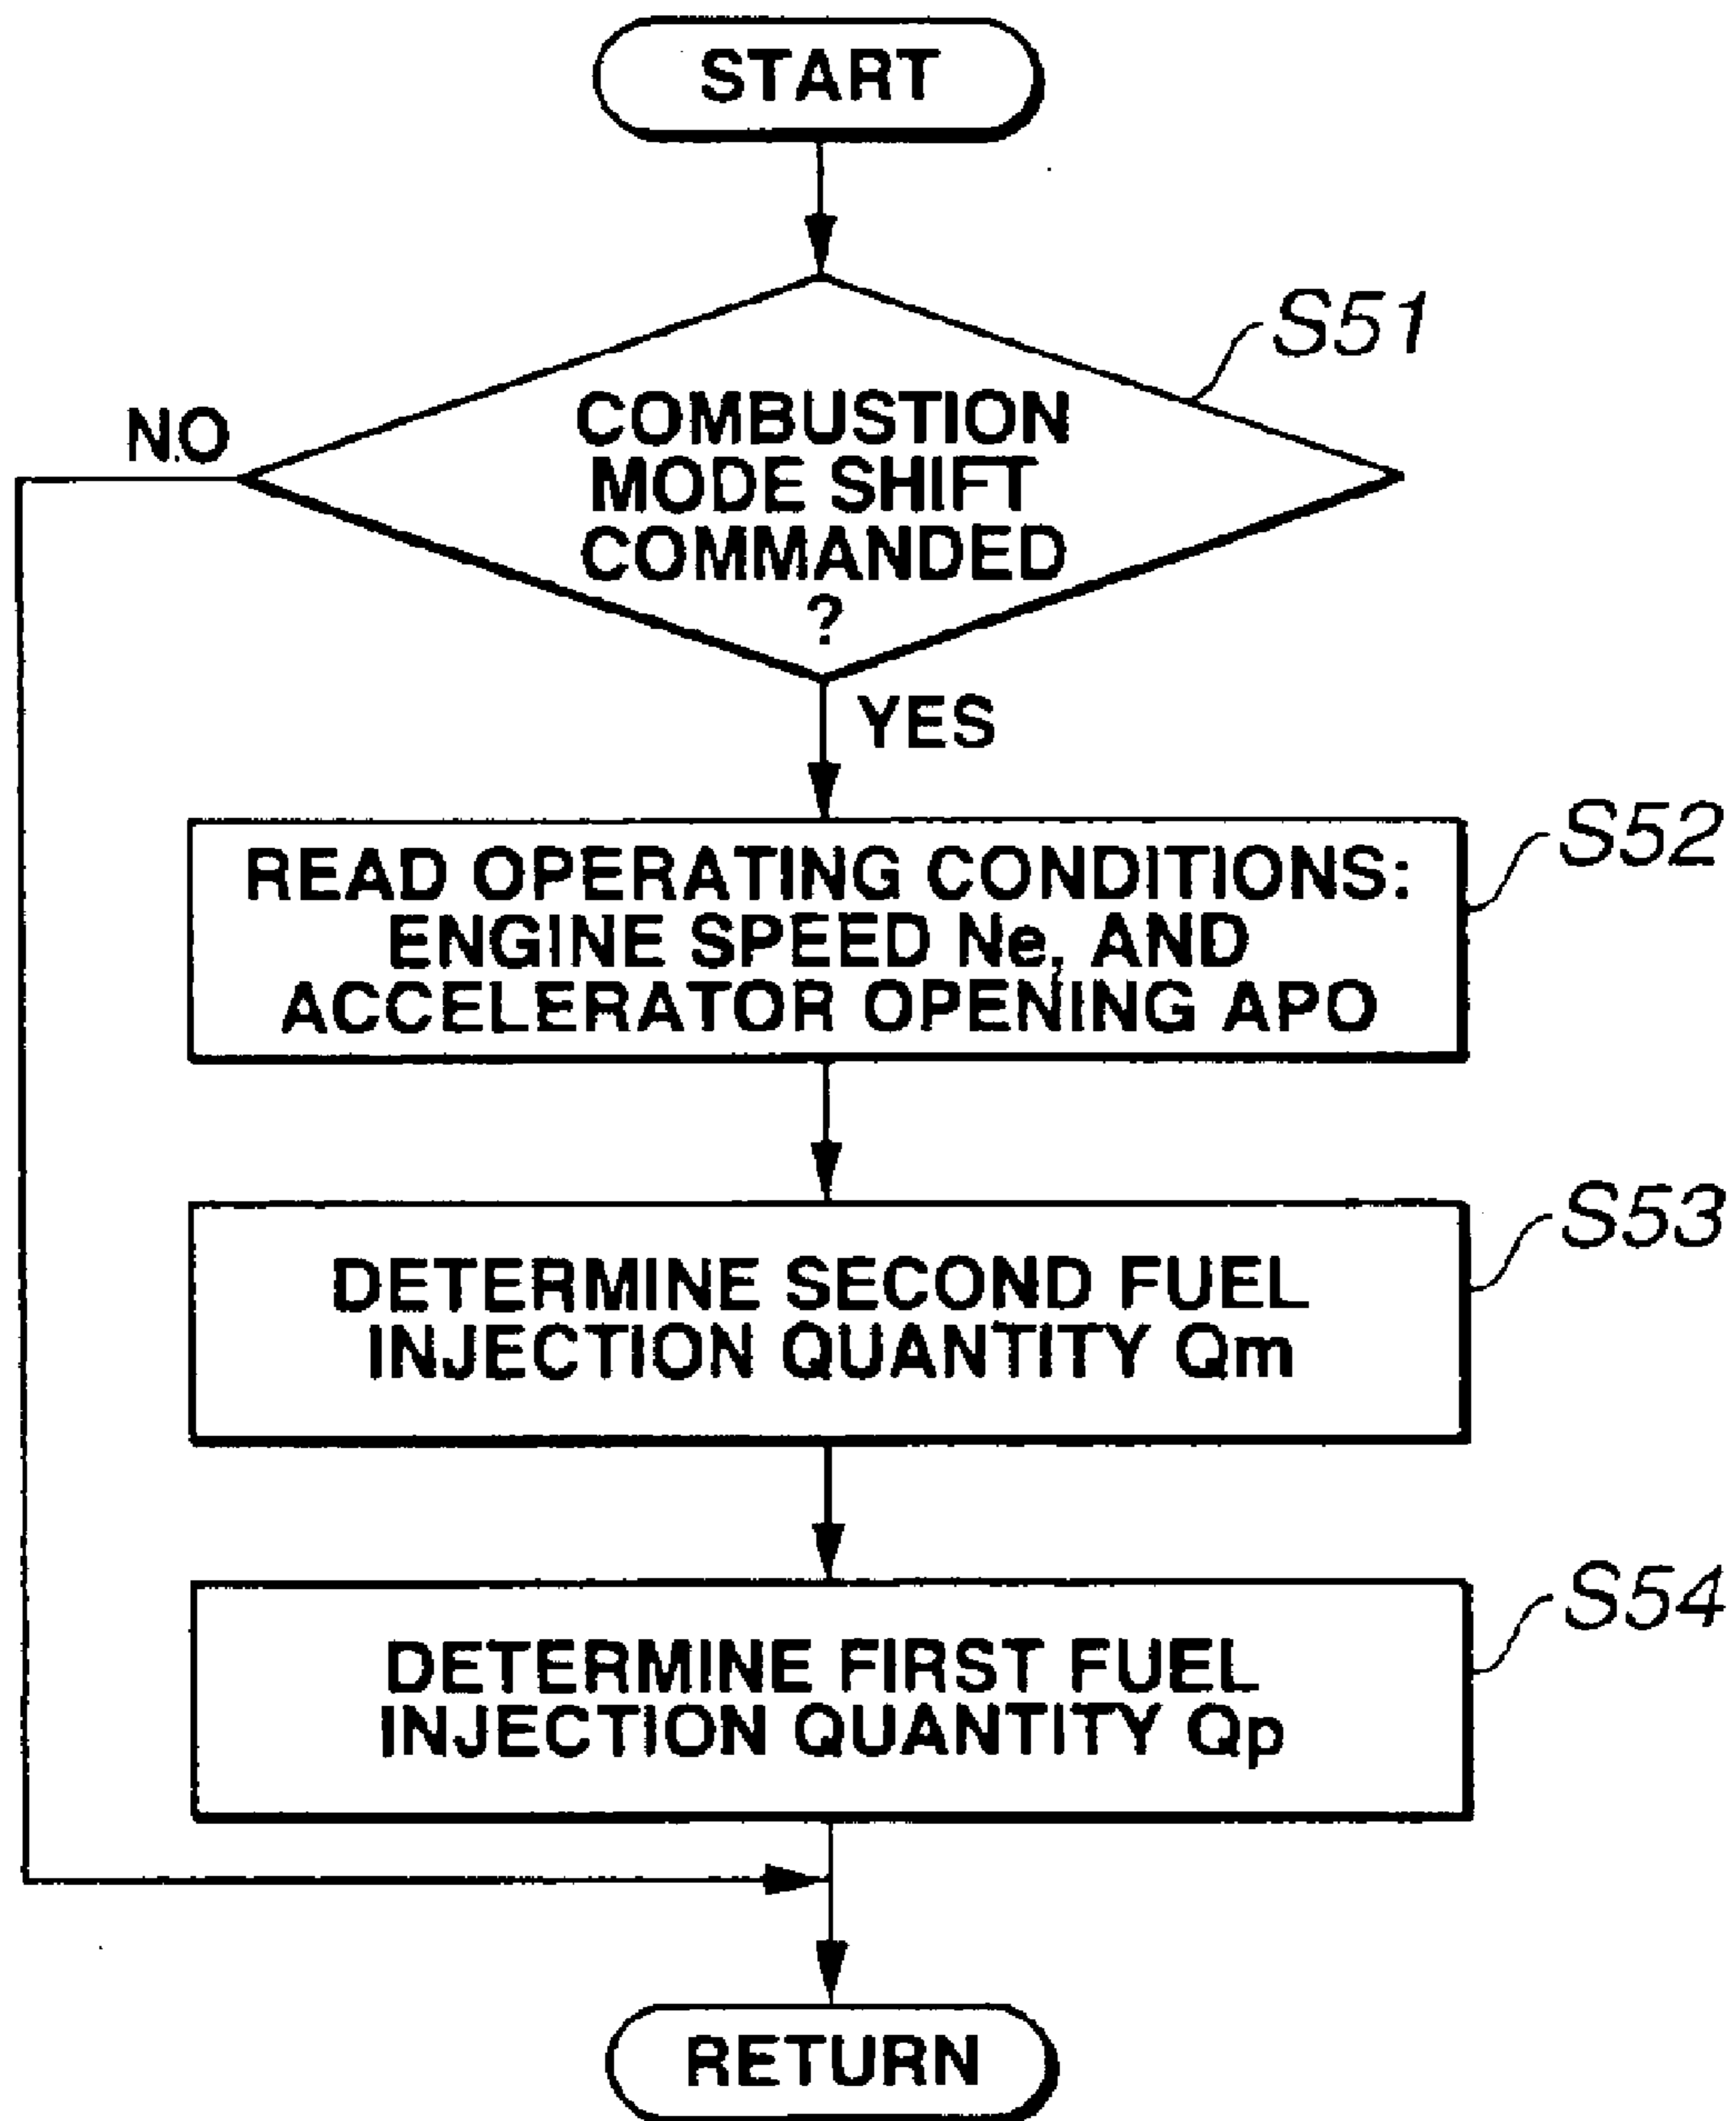 START
S51
COMBUSTION
MODE SHIFT
COMMANDED
?
NO
YES
S52
READ OPERATING CONDITIONS:
ENGINE SPEED Ne, AND
ACCELERATOR OPENING APO
S53
DETERMINE SECOND FUEL
INJECTION QUANTITY Qm
S54
DETERMINE FIRST FUEL
INJECTION QUANTITY Qp
RETURN